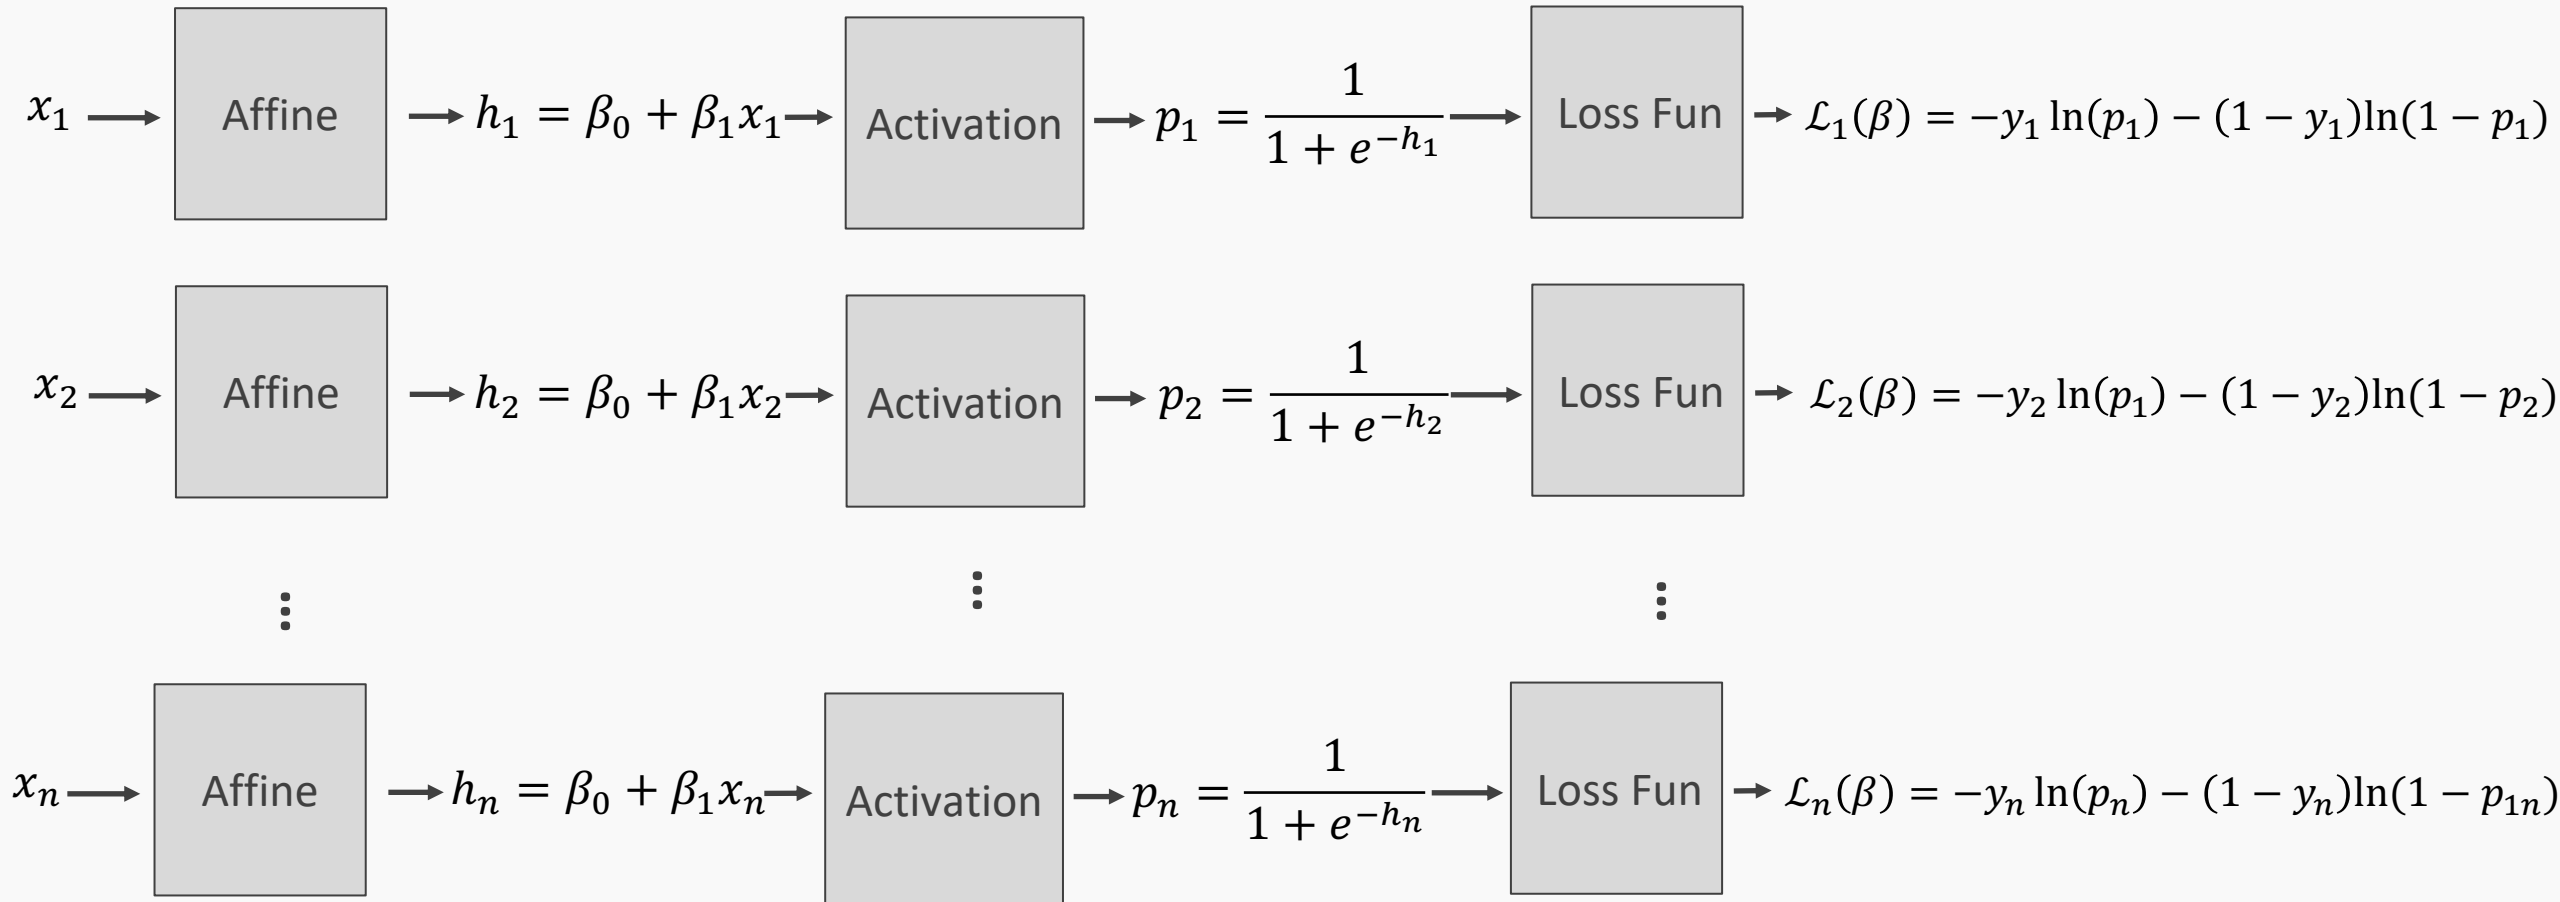 x₁ → Affine → h₁ = β₀ + β₁x₁ → Activation → p₁ = 1 / (1 + e^(−h₁)) → Loss Fun → ℒ₁(β) = −y₁ ln(p₁) − (1 − y₁)ln(1 − p₁)
x₂ → Affine → h₂ = β₀ + β₁x₂ → Activation → p₂ = 1 / (1 + e^(−h₂)) → Loss Fun → ℒ₂(β) = −y₂ ln(p₁) − (1 − y₂)ln(1 − p₂)
⋮ ⋮ ⋮
xₙ → Affine → hₙ = β₀ + β₁xₙ → Activation → pₙ = 1 / (1 + e^(−hₙ)) → Loss Fun → ℒₙ(β) = −yₙ ln(pₙ) − (1 − yₙ)ln(1 − p₁ₙ)